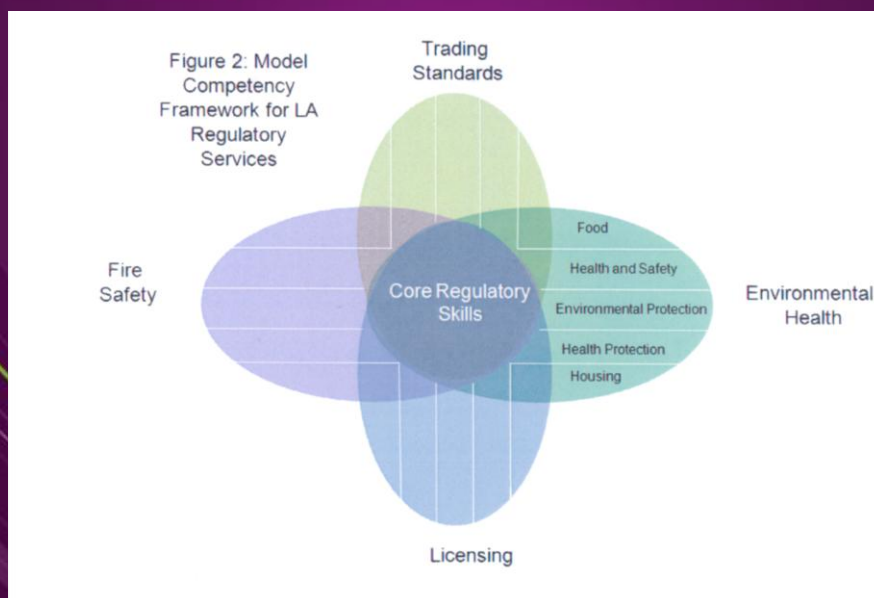 Figure 2: Model
Competency
Framework for LA
Regulatory
Services
Trading
Standards
Fire
Safety
Core Regulatory
Skills
Food
Health and Safety
Environmental Protection
Health Protection
Housing
Environmental
Health
Licensing